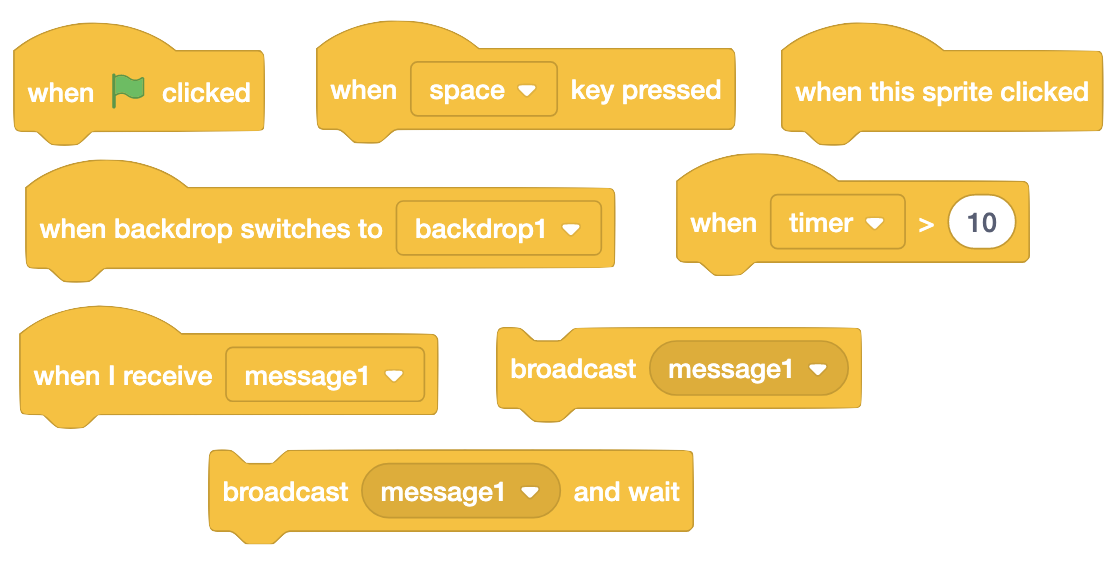 when clicked
when space key pressed
when this sprite clicked
when backdrop switches to backdrop1
when timer > 10
when I receive message1
broadcast message1
broadcast message1 and wait